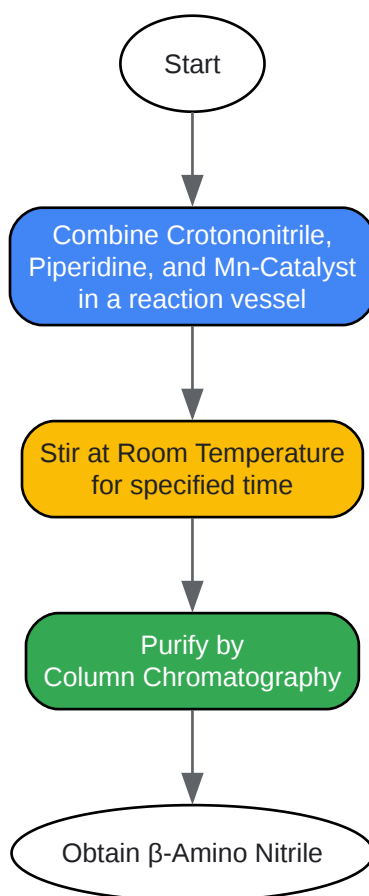 Start
Combine Crotononitrile,
Piperidine, and Mn-Catalyst
in a reaction vessel
Stir at Room Temperature
for specified time
Purify by
Column Chromatography
Obtain β-Amino Nitrile